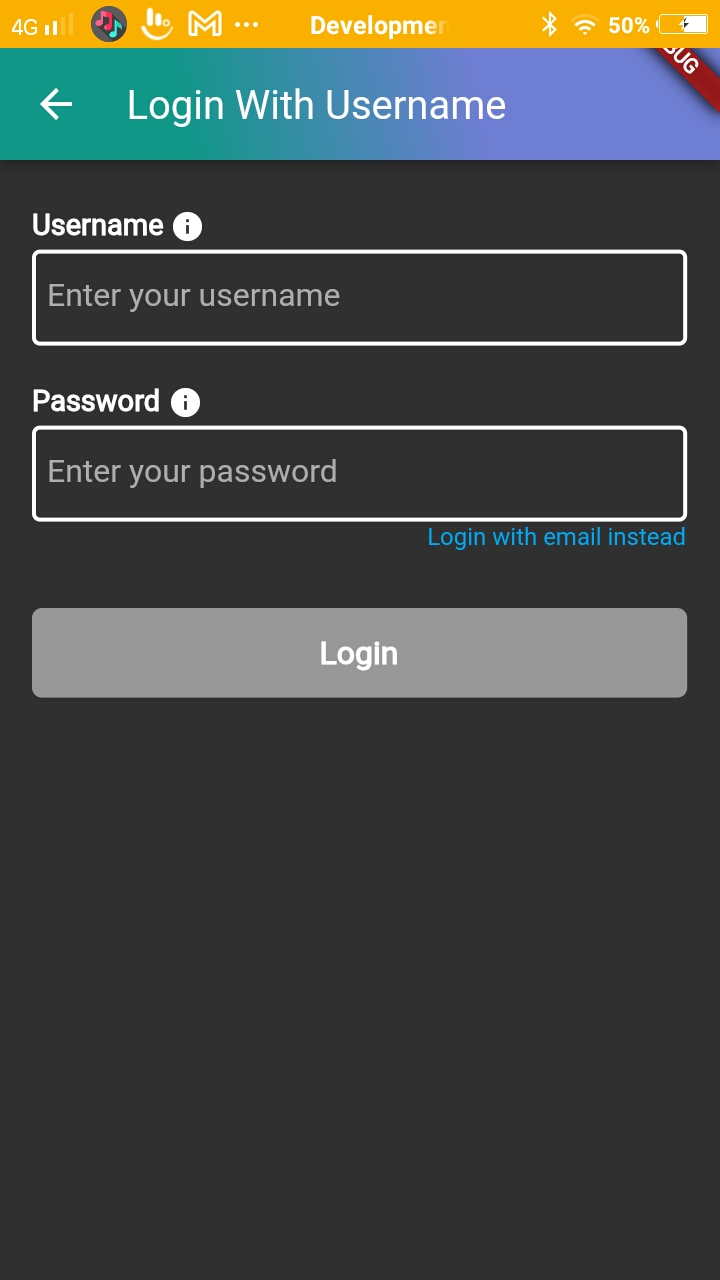 4G Developmen 50%
Login With Username
Username
Enter your username
Password
Enter your password
Login with email instead
Login